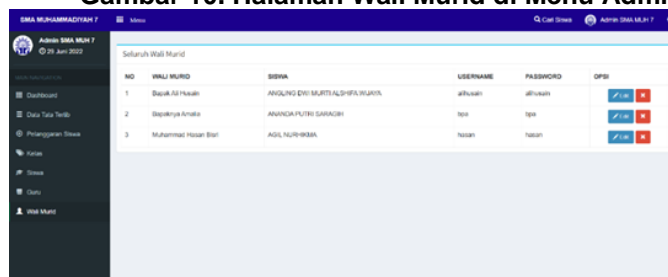 Gambar 10. Halaman Wali Murid di Menu Admin
SMA MUHAMMADIYAH 7 Menu Cari Siswa Admin SMA MUH 7
Admin SMA MUH 7
29 Juni 2022
Seluruh Wali Murid
NO WALI MURID SISWA USERNAME PASSWORD OPSI
Dashboard
1 Bapak Ali Husain ANGLING DWI MURTI ALSHIFA WIJAYA alihusain alihusain Edit
Data Tata Tertib
2 Bapaknya Amalia ANANDA PUTRI SARAGIH bpa bpa Edit
Pelanggaran Siswa
3 Muhammad Hasan Bisri AGIL NURHIKMA hasan hasan Edit
Kelas
Siswa
Guru
Wali Murid